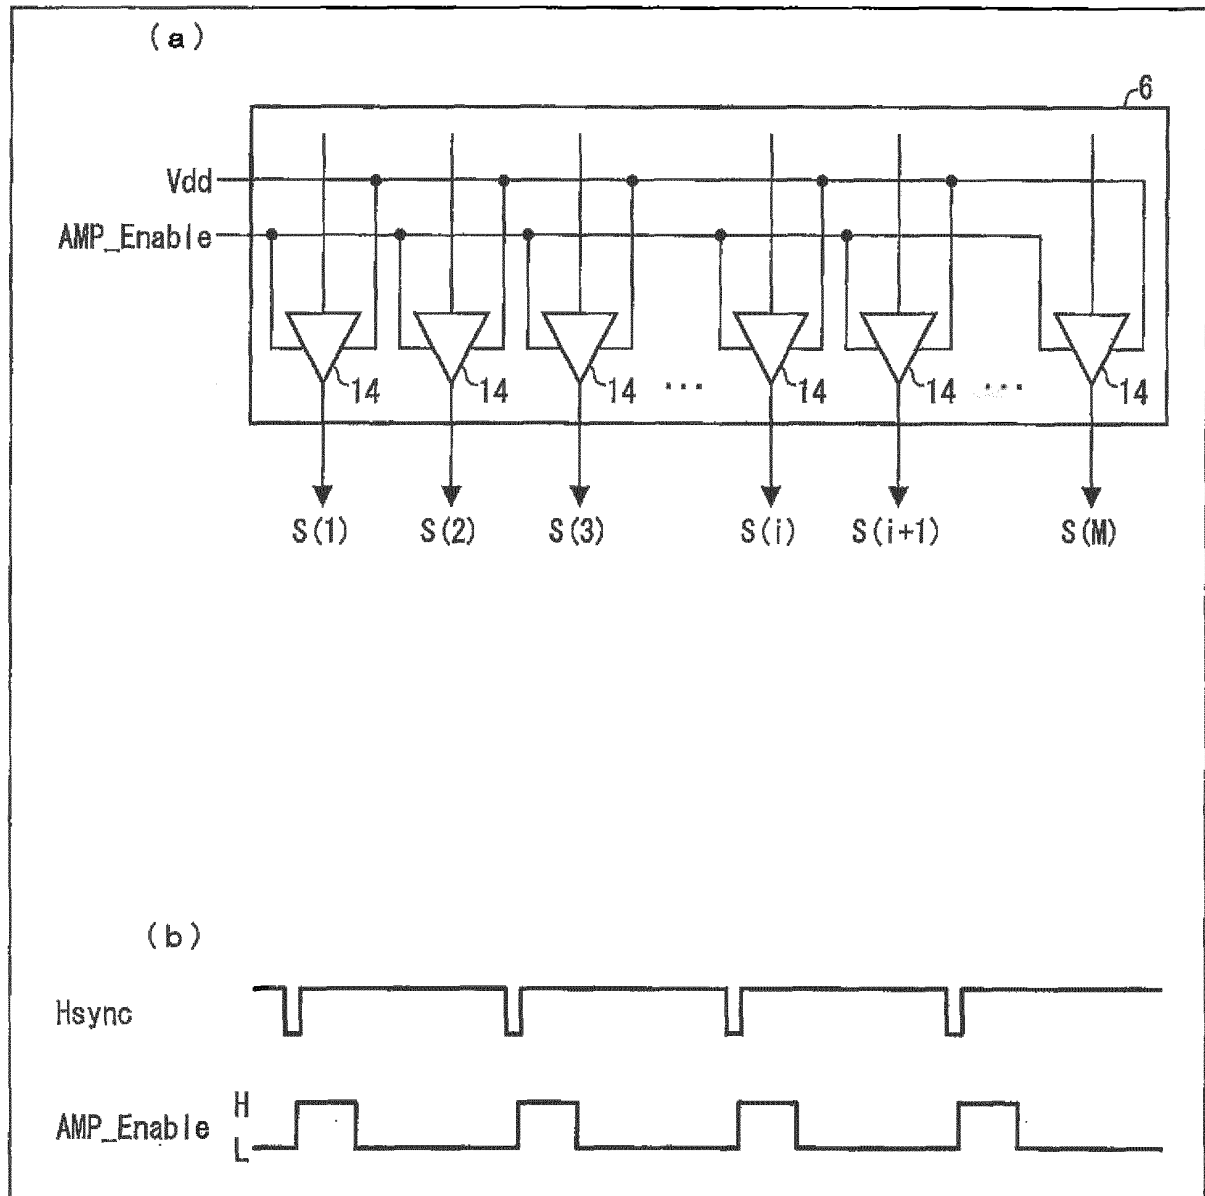 (a)
6
Vdd
AMP_Enable
14 14 14 ... 14 14 ... 14
S(1) S(2) S(3) S(i) S(i+1) S(M)
(b)
Hsync
H
AMP_Enable
L